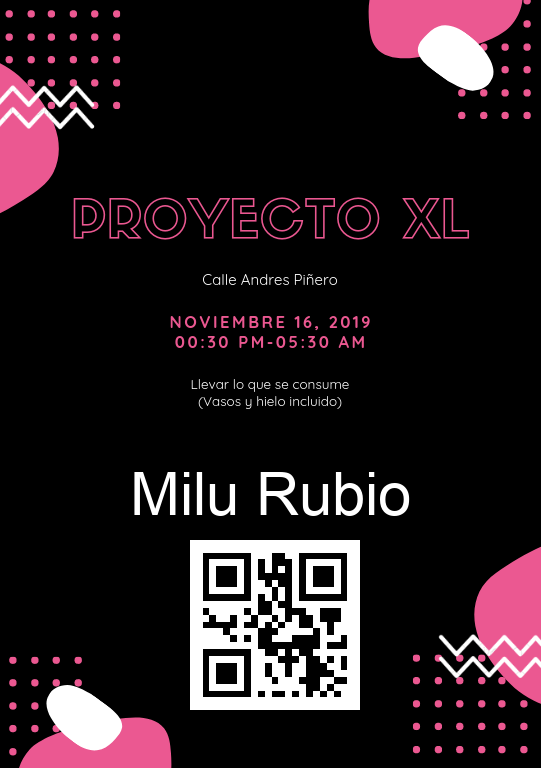 PROYECTO XL
Calle Andres Piñero
NOVIEMBRE 16, 2019
00:30 PM-05:30 AM
Llevar lo que se consume
(Vasos y hielo incluido)
Milu Rubio